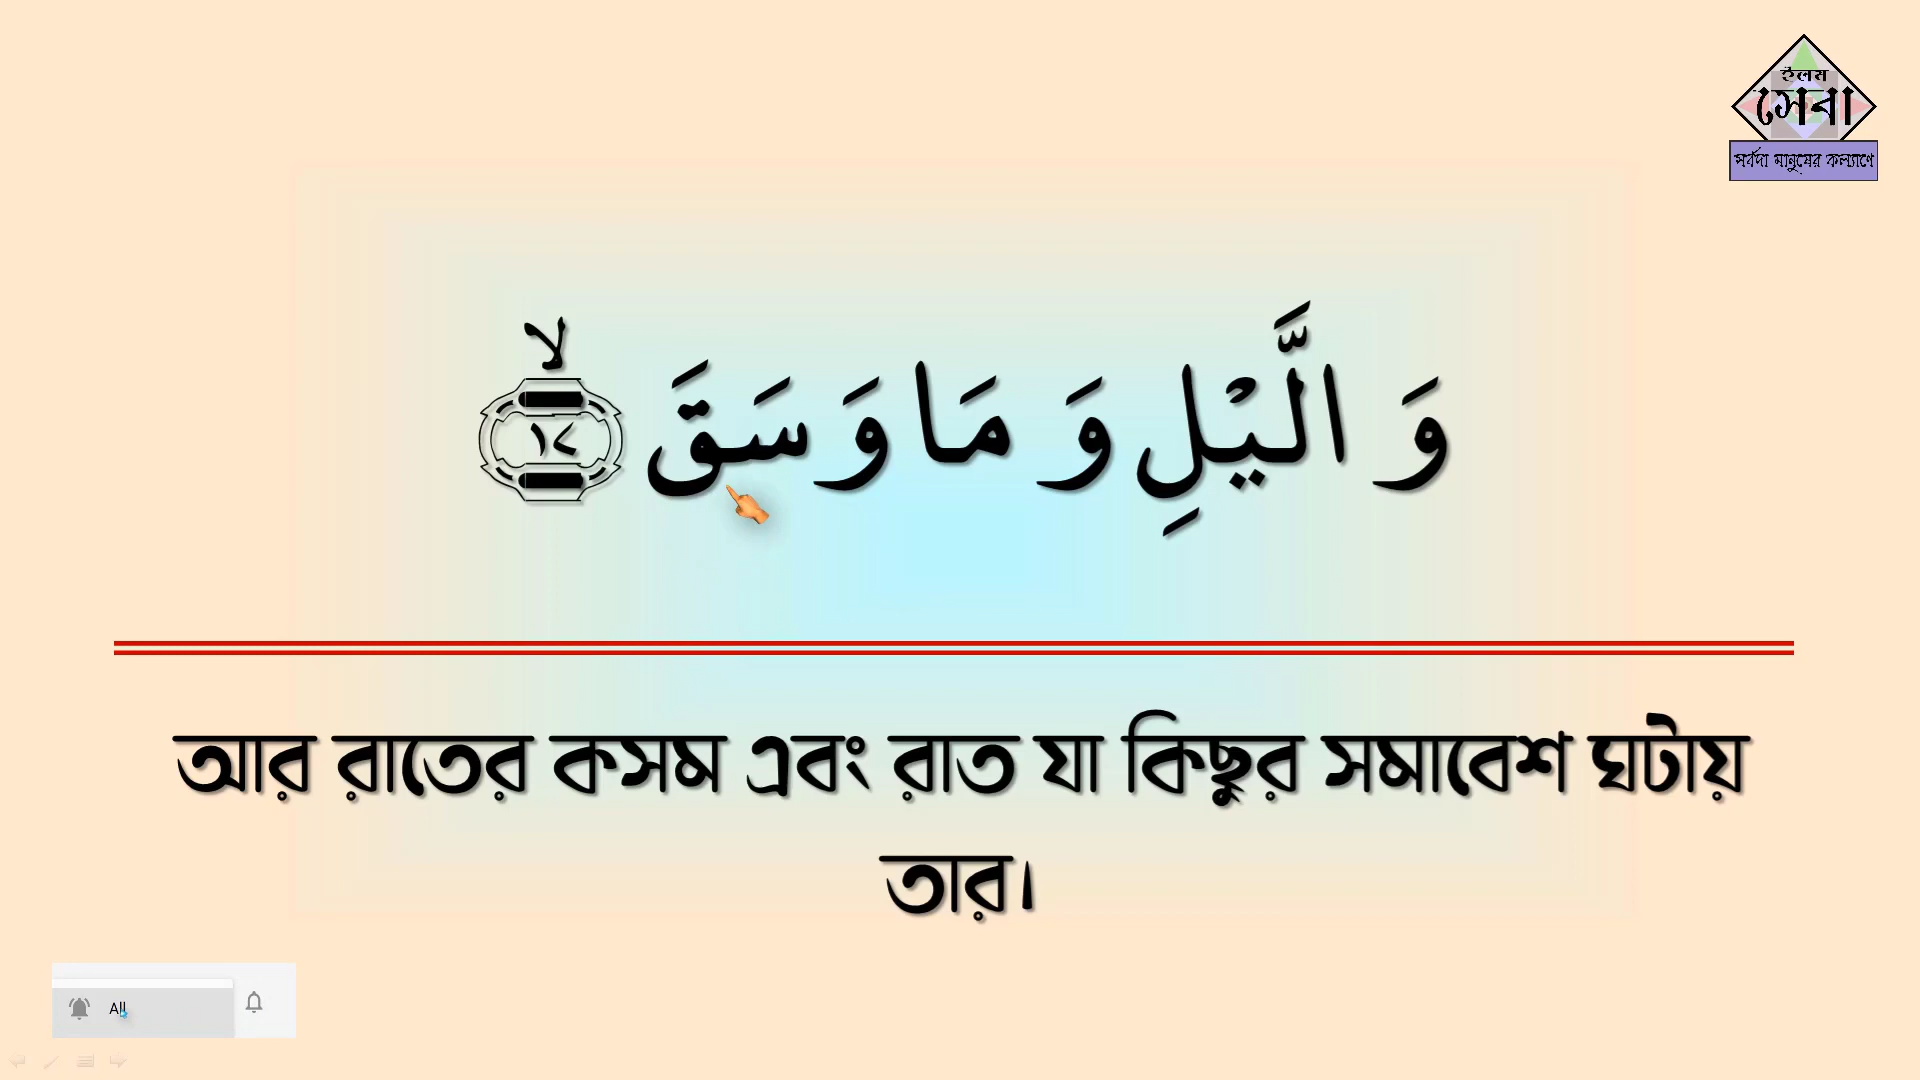 ইলম
সেবা
সর্বদা মানুষের কল্যাণে
وَ الَّيْلِ وَ مَا وَسَقَ ۙ﴿۱۷﴾
আর রাতের কসম এবং রাত যা কিছুর সমাবেশ ঘটায়
তার।
All